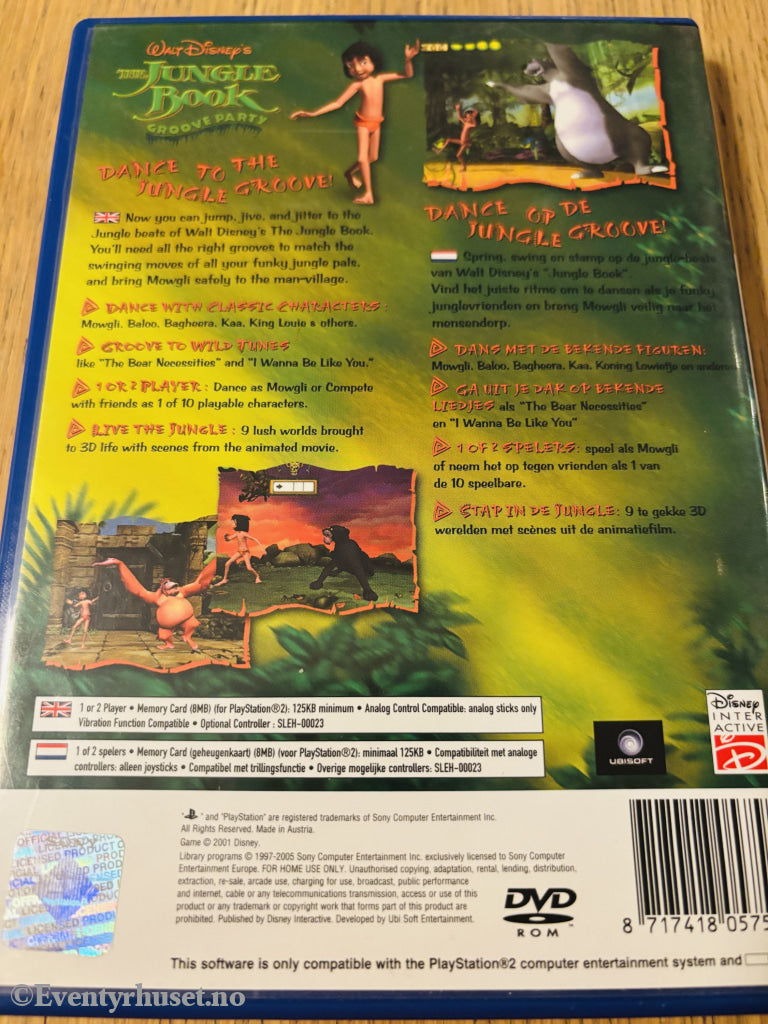 WALT DISNEY'S
THE JUNGLE
BOOK
GROOVE PARTY
DANCE TO THE
JUNGLE GROOVE!
Now you can jump, jive, and jitter to the
Jungle beats of Walt Disney's The Jungle Book.
You'll need all the right grooves to match the
swinging moves of all your funky jungle pals,
and bring Mowgli safely to the man-village.
DANCE WITH CLASSIC CHARACTERS:
Mowgli, Baloo, Bagheera, Kaa, King Louie & others.
GROOVE TO WILD TUNES
like "The Bear Necessities" and "I Wanna Be Like You."
1 OR 2 PLAYER: Dance as Mowgli or Compete
with friends as 1 of 10 playable characters.
LIVE THE JUNGLE: 9 lush worlds brought
to 3D life with scenes from the animated movie.
DANCE OP DE
JUNGLE GROOVE!
Spring, swing en stamp op de jungle-beats
van Walt Disney's "Jungle Book".
Vind het juiste ritme om te dansen als je funky
junglevrienden en breng Mowgli veilig naar het
mensendorp.
DANS MET DE BEKENDE FIGUREN:
Mowgli, Baloo, Bagheera, Kaa, Koning Lowietje en anderen
GA UIT JE DAK OP BEKENDE
LIEDJES als "The Bear Necessities"
en "I Wanna Be Like You"
1 OF 2 SPELERS: speel als Mowgli
of neem het op tegen vrienden als 1 van
de 10 speelbare.
STAP IN DE JUNGLE: 9 te gekke 3D
werelden met scènes uit de animatiefilm.
1 or 2 Player • Memory Card (8MB) (for PlayStation®2): 125KB minimum • Analog Control Compatible: analog sticks only
Vibration Function Compatible • Optional Controller : SLEH-00023
1 of 2 spelers • Memory Card (geheugenkaart) (8MB) (voor PlayStation®2): minimaal 125KB • Compatibiliteit met analoge
controllers: alleen joysticks • Compatibel met trillingsfunctie • Overige mogelijke controllers: SLEH-00023
UBISOFT
Disney
INTER
ACTIVE
" " and "PlayStation" are registered trademarks of Sony Computer Entertainment Inc.
All Rights Reserved. Made in Austria.
Game © 2001 Disney.
Library programs © 1997-2005 Sony Computer Entertainment Inc. exclusively licensed to Sony Computer
Entertainment Europe. FOR HOME USE ONLY. Unauthorised copying, adaptation, rental, lending, distribution,
extraction, re-sale, arcade use, charging for use, broadcast, public performance
and internet, cable or any telecommunications transmission, access or use of this
product or any trademark or copyright work that forms part of this product are
prohibited. Published by Disney Interactive. Developed by Ubi Soft Entertainment.
DVD
ROM
8 717418 0575
This software is only compatible with the PlayStation®2 computer entertainment system and
©Eventyrhuset.no